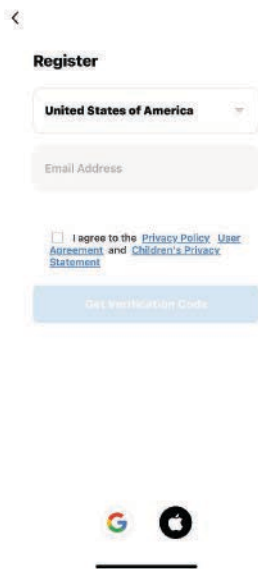 Register
United States of America
Email Address
I agree to the Privacy Policy User
Agreement and Children's Privacy
Statement
Get Verification Code